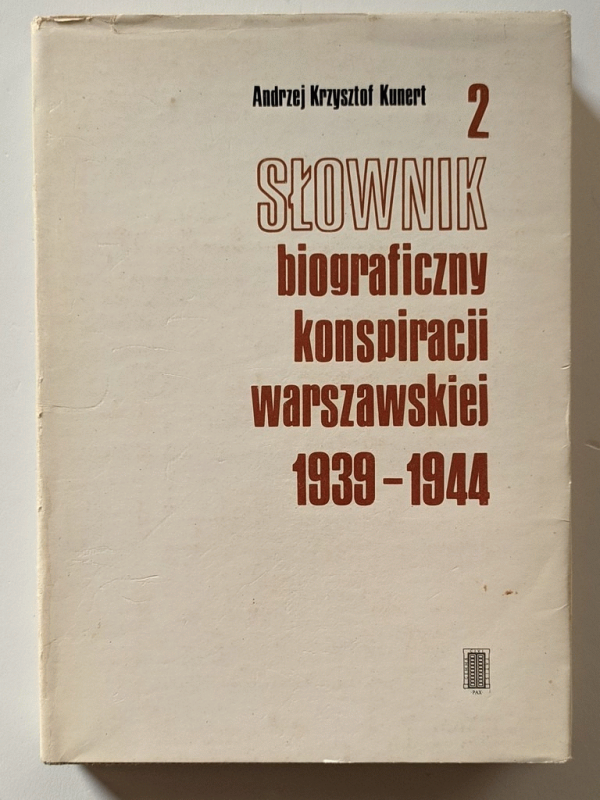 Andrzej Krzysztof Kunert
2
SŁOWNIK
biograficzny
konspiracji
warszawskiej
1939-1944
PAX